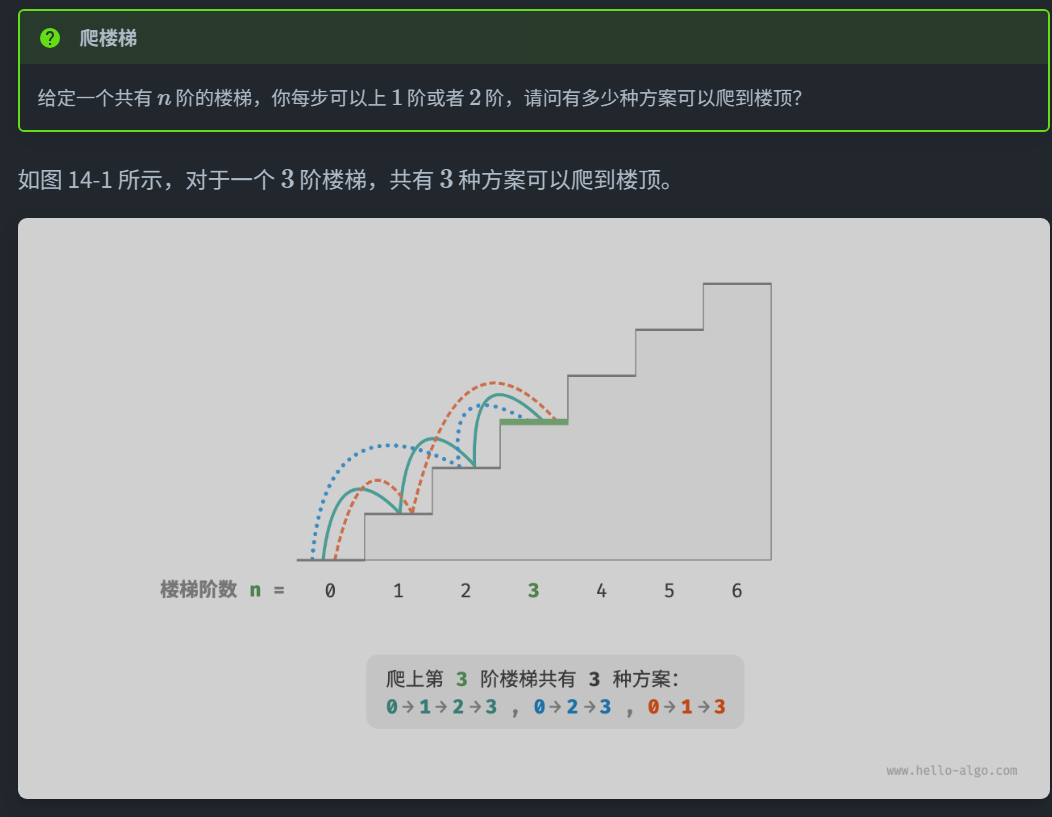 爬楼梯
给定一个共有 n 阶的楼梯，你每步可以上 1 阶或者 2 阶，请问有多少种方案可以爬到楼顶？
如图 14-1 所示，对于一个 3 阶楼梯，共有 3 种方案可以爬到楼顶。
楼梯阶数 n = 0 1 2 3 4 5 6
爬上第 3 阶楼梯共有 3 种方案：
0→1→2→3 , 0→2→3 , 0→1→3
www.hello-algo.com